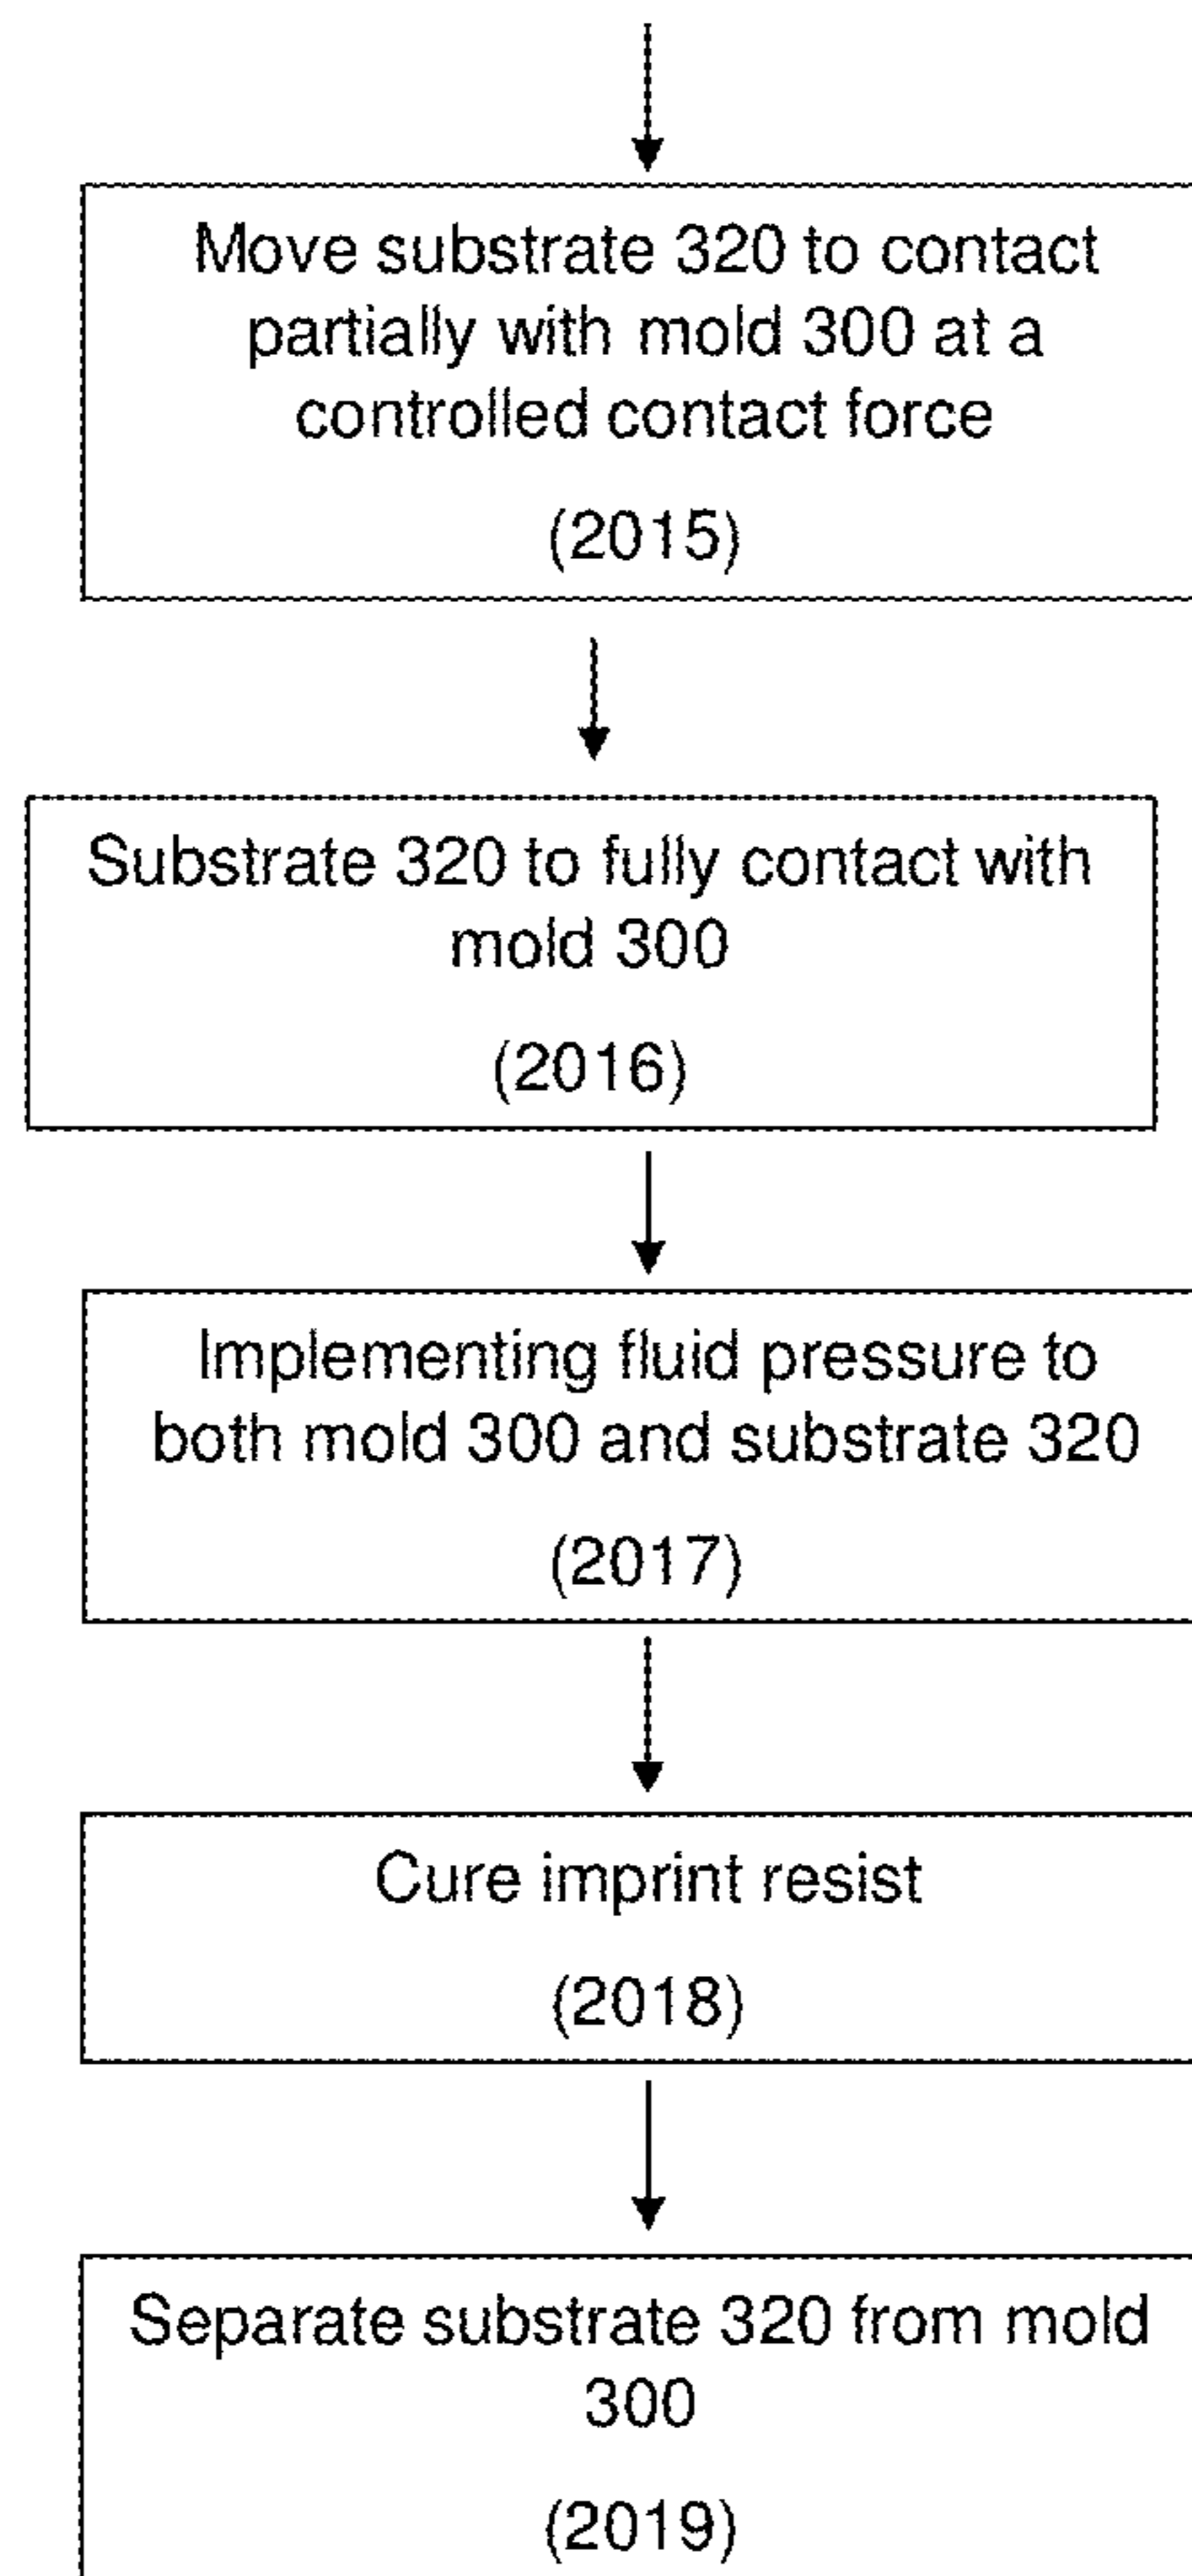 Move substrate 320 to contact
partially with mold 300 at a
controlled contact force
(2015)
Substrate 320 to fully contact with
mold 300
(2016)
Implementing fluid pressure to
both mold 300 and substrate 320
(2017)
Cure imprint resist
(2018)
Separate substrate 320 from mold
300
(2019)